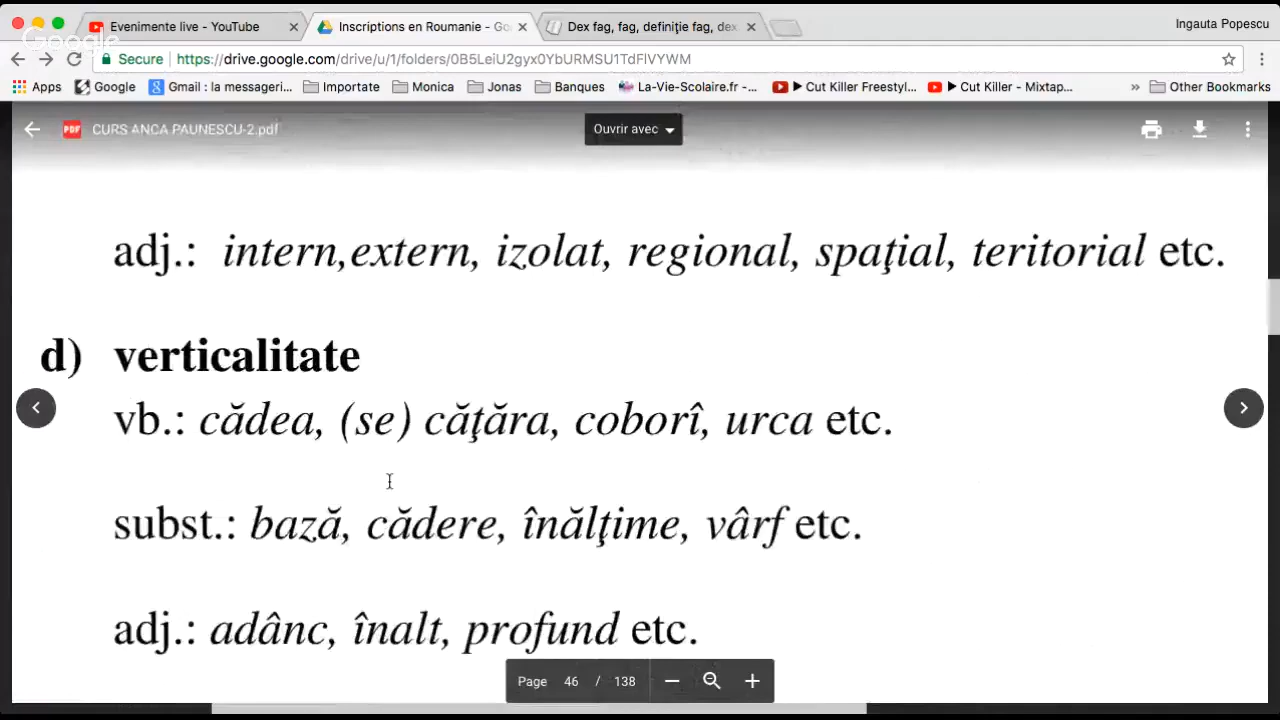 Evenimente live - YouTube
Inscriptions en Roumanie - Go
Dex fag, fag, definiţie fag, dex
Ingauta Popescu
Google
Secure
https://drive.google.com/drive/u/1/folders/0B5LeiU2gyx0YbURMSU1TdFlVYWM
Apps Google Gmail : la messageri... Importate Monica Jonas Banques La-Vie-Scolaire.fr -... Cut Killer Freestyl... Cut Killer - Mixtap... » Other Bookmarks
PDF CURS ANCA PAUNESCU-2.pdf
Ouvrir avec
adj.: intern,extern, izolat, regional, spaţial, teritorial etc.
d) verticalitate
vb.: cădea, (se) căţăra, coborî, urca etc.
subst.: bază, cădere, înălţime, vârf etc.
adj.: adânc, înalt, profund etc.
Page 46 / 138